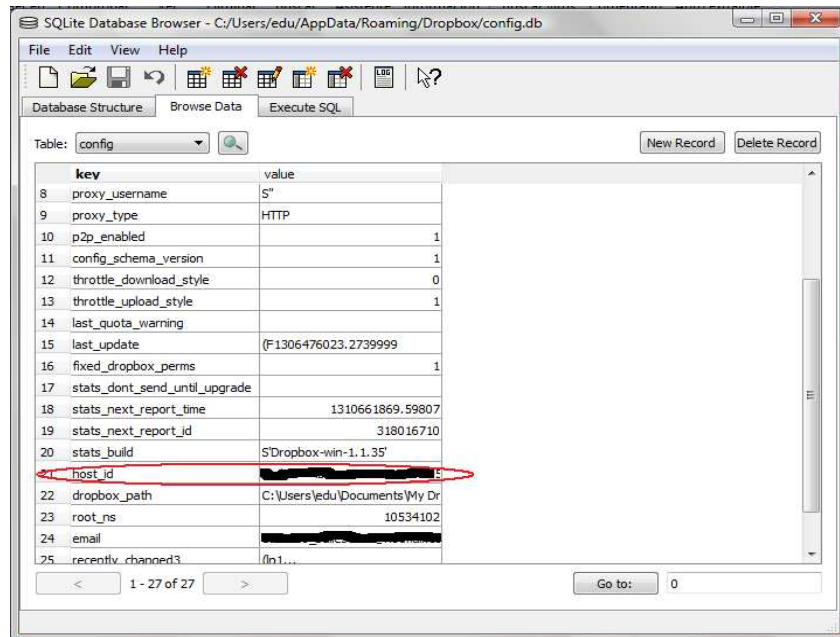 SQLite Database Browser - C:/Users/edu/AppData/Roaming/Dropbox/config.db
File Edit View Help
LOG
Database Structure Browse Data Execute SQL
Table: config New Record Delete Record
key value
8 proxy_username S''
9 proxy_type HTTP
10 p2p_enabled 1
11 config_schema_version 1
12 throttle_download_style 0
13 throttle_upload_style 1
14 last_quota_warning
15 last_update (F1306476023.2739999
16 fixed_dropbox_perms 1
17 stats_dont_send_until_upgrade
18 stats_next_report_time 1310661869.59807
19 stats_next_report_id 318016710
20 stats_build S'Dropbox-win-1.1.35'
21 host_id
22 dropbox_path C:\Users\edu\Documents\My Dr
23 root_ns 10534102
24 email
25 recently_changed3 (lp1...
< 1 - 27 of 27 > Go to: 0